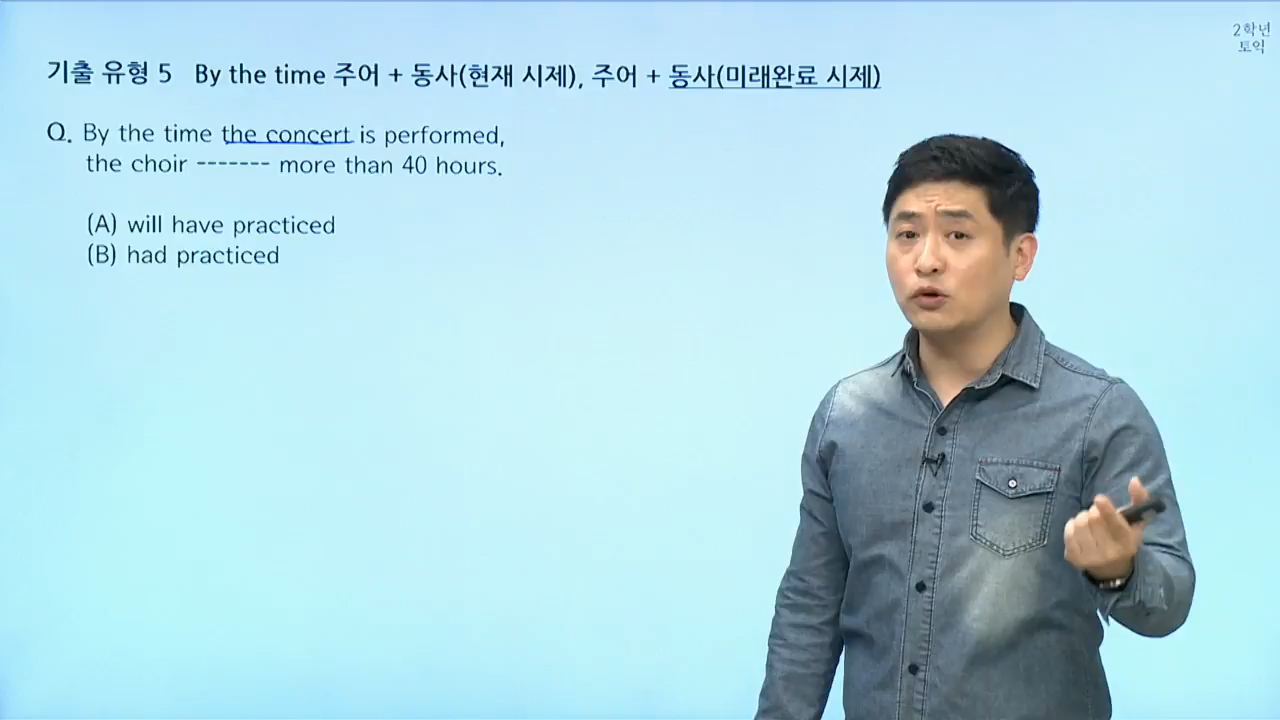 2학년
토익
기출 유형 5 By the time 주어 + 동사(현재 시제), 주어 + 동사(미래완료 시제)
Q. By the time the concert is performed,
the choir ------- more than 40 hours.
(A) will have practiced
(B) had practiced